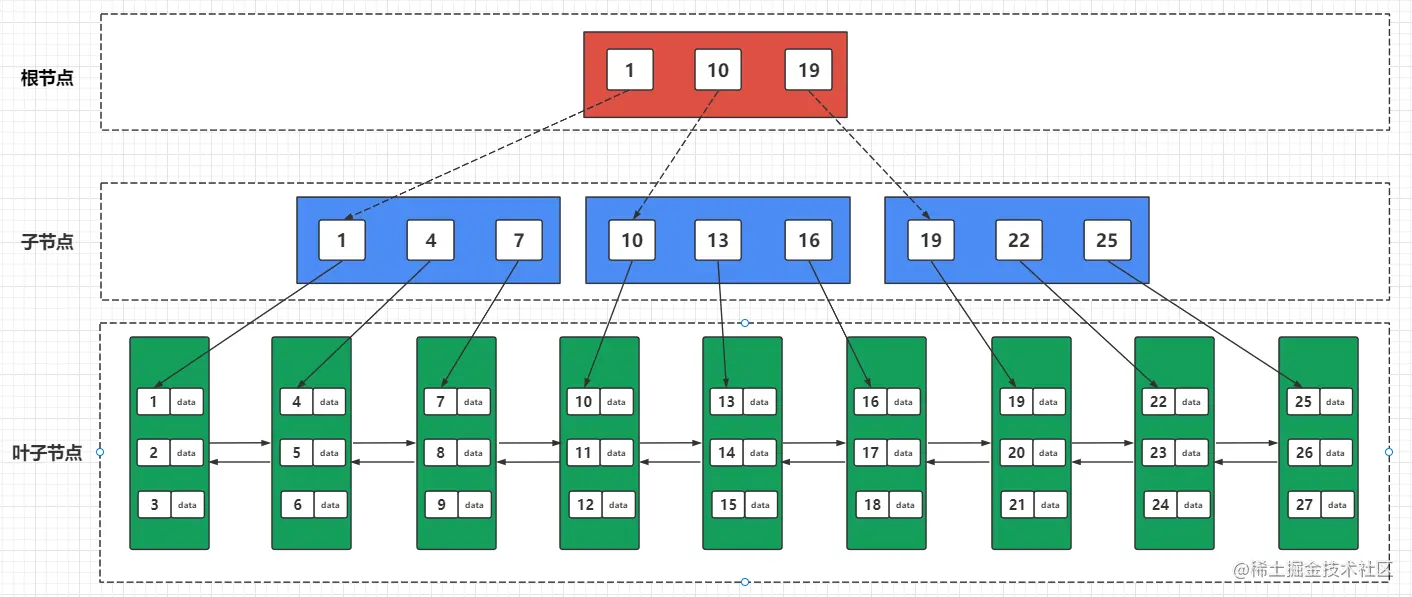 根节点
1 10 19
子节点
1 4 7 10 13 16 19 22 25
叶子节点
1 data 4 data 7 data 10 data 13 data 16 data 19 data 22 data 25 data
2 data 5 data 8 data 11 data 14 data 17 data 20 data 23 data 26 data
3 data 6 data 9 data 12 data 15 data 18 data 21 data 24 data 27 data
@稀土掘金技术社区